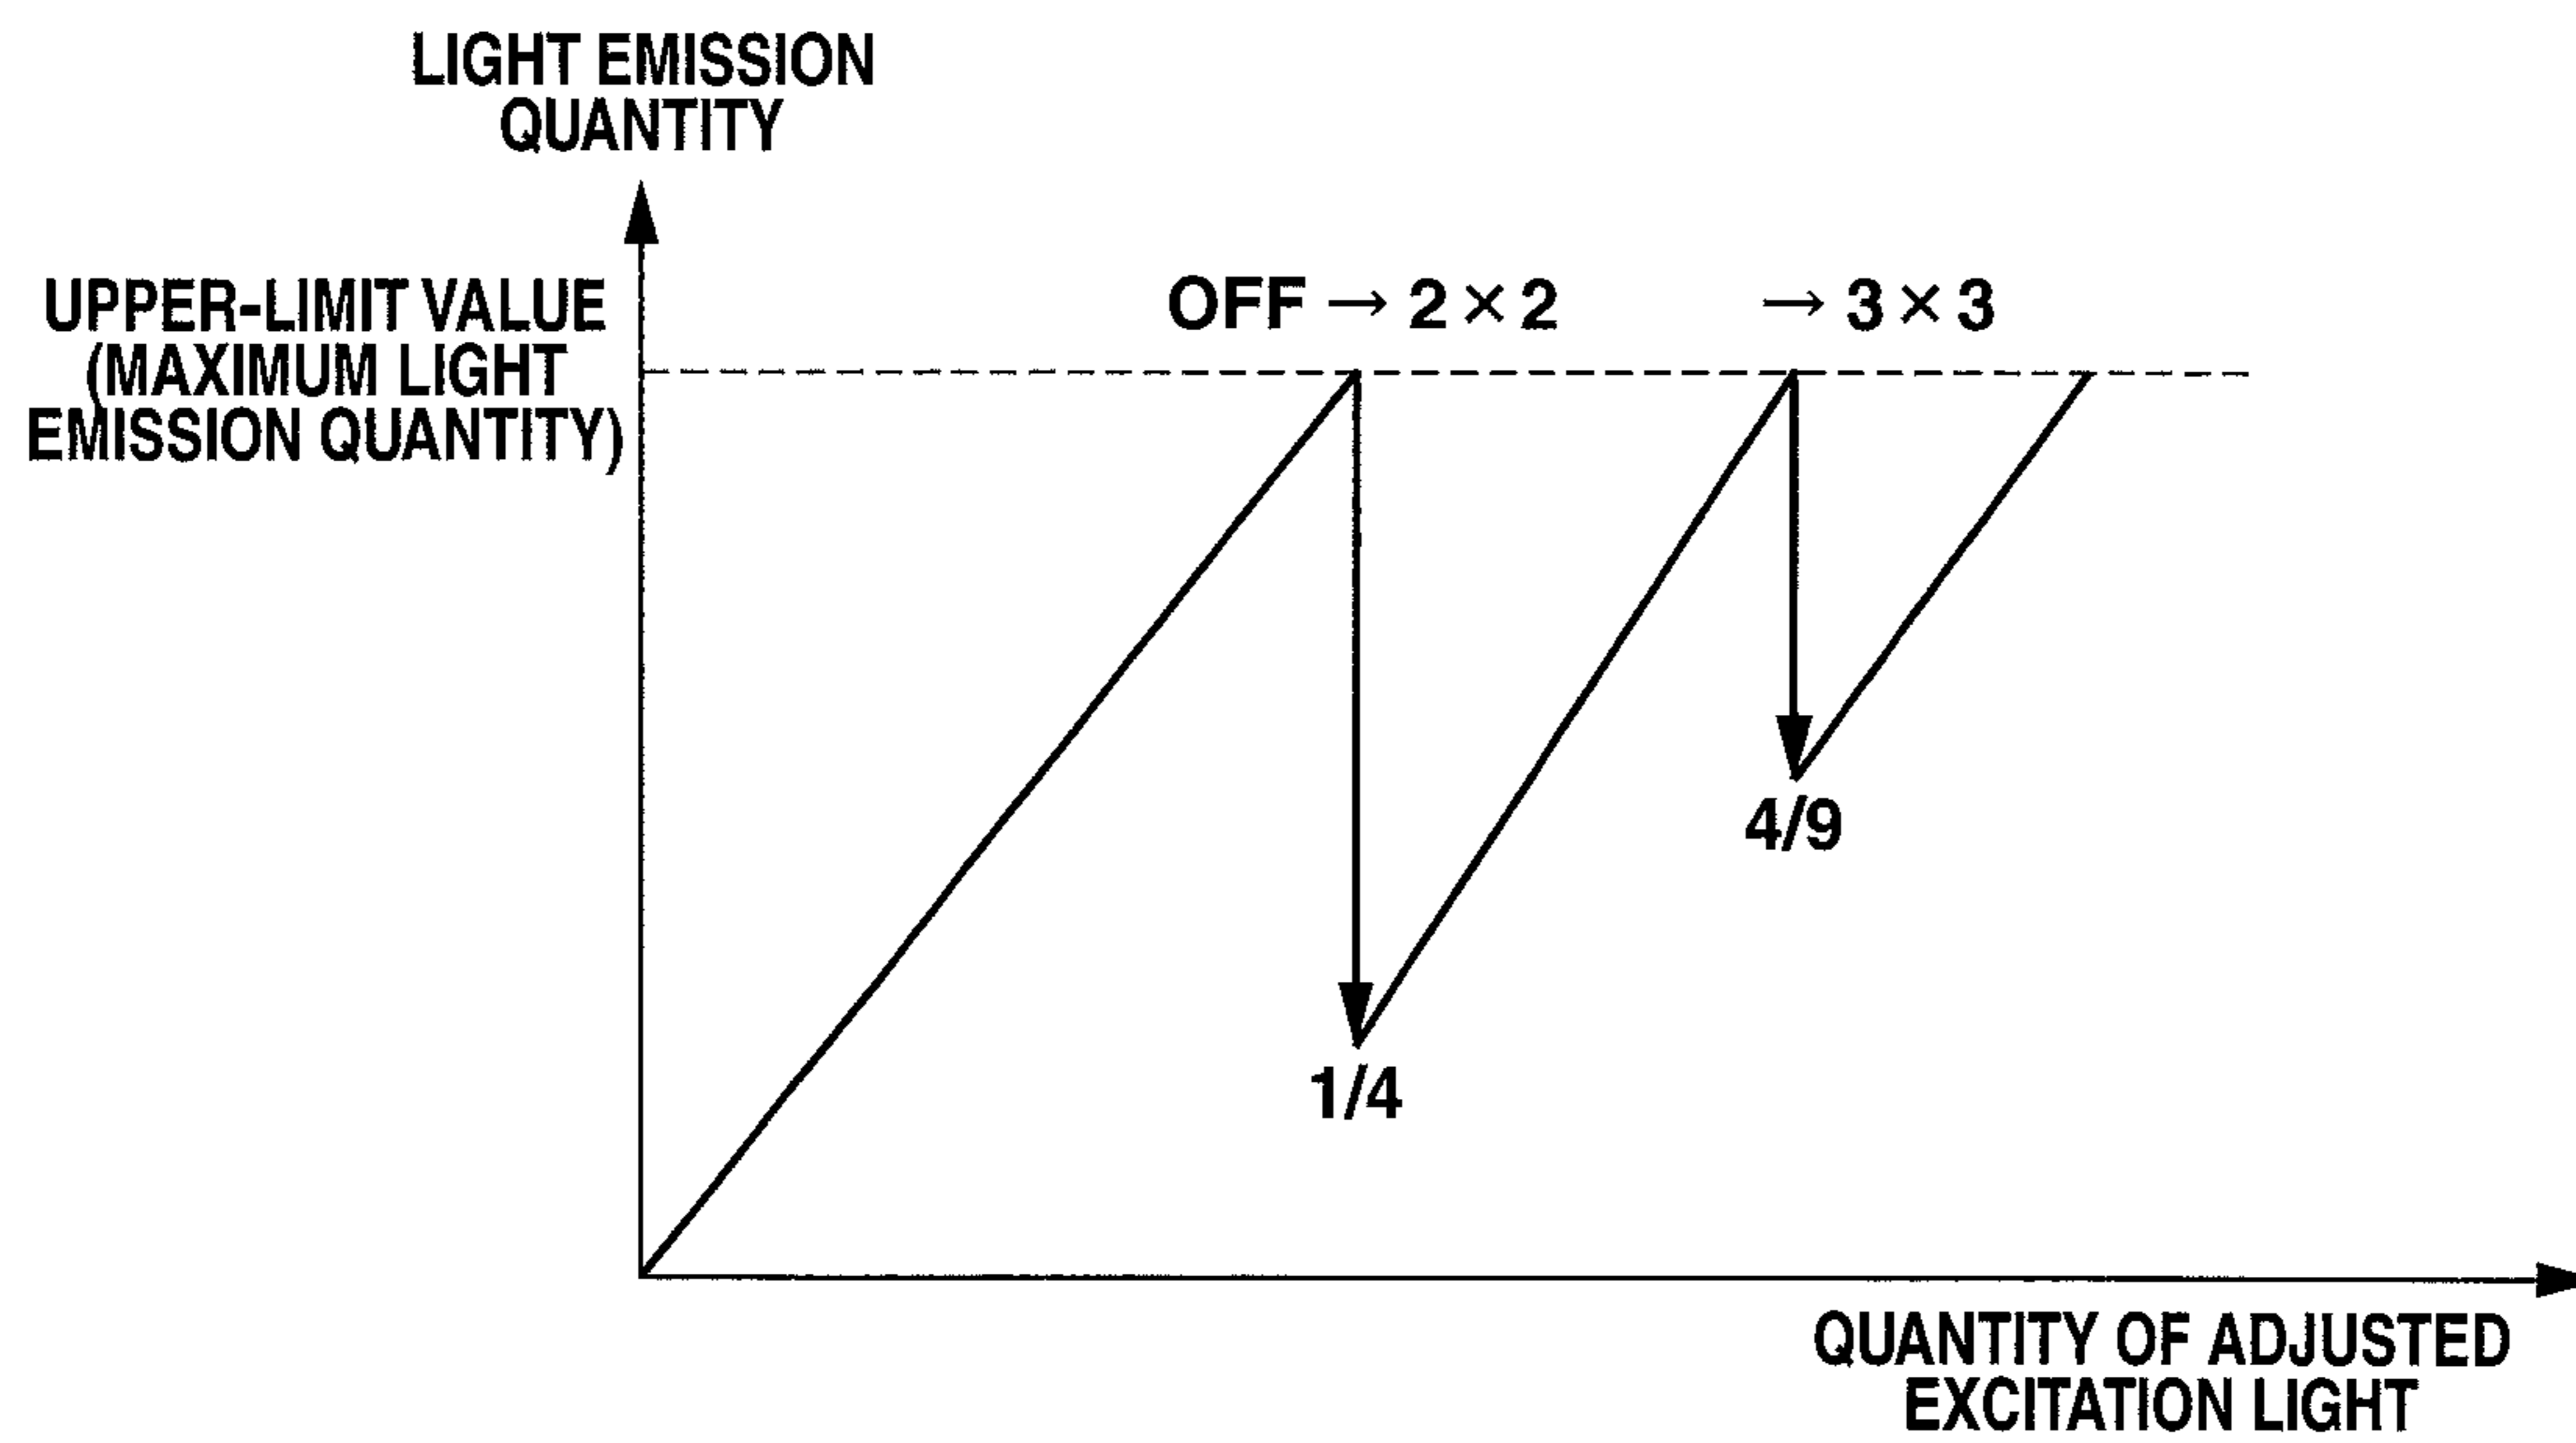 LIGHT EMISSION
QUANTITY
UPPER-LIMIT VALUE
(MAXIMUM LIGHT
EMISSION QUANTITY)
OFF → 2 × 2
→ 3 × 3
4/9
1/4
QUANTITY OF ADJUSTED
EXCITATION LIGHT